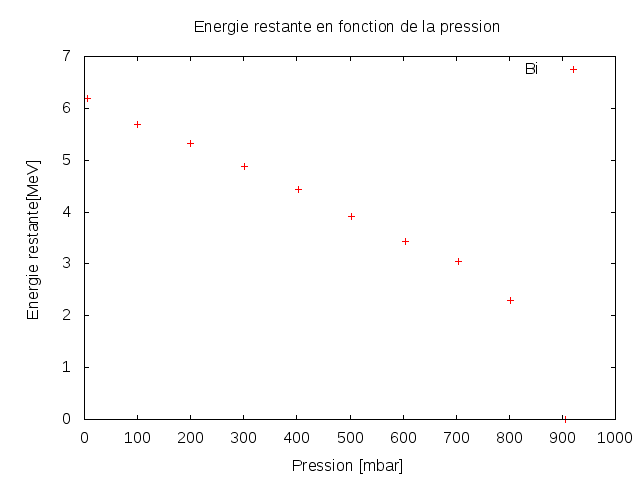 Energie restante en fonction de la pression
Bi
7
6
5
4
3
2
1
0
Energie restante[MeV]
0 100 200 300 400 500 600 700 800 900 1000
Pression [mbar]